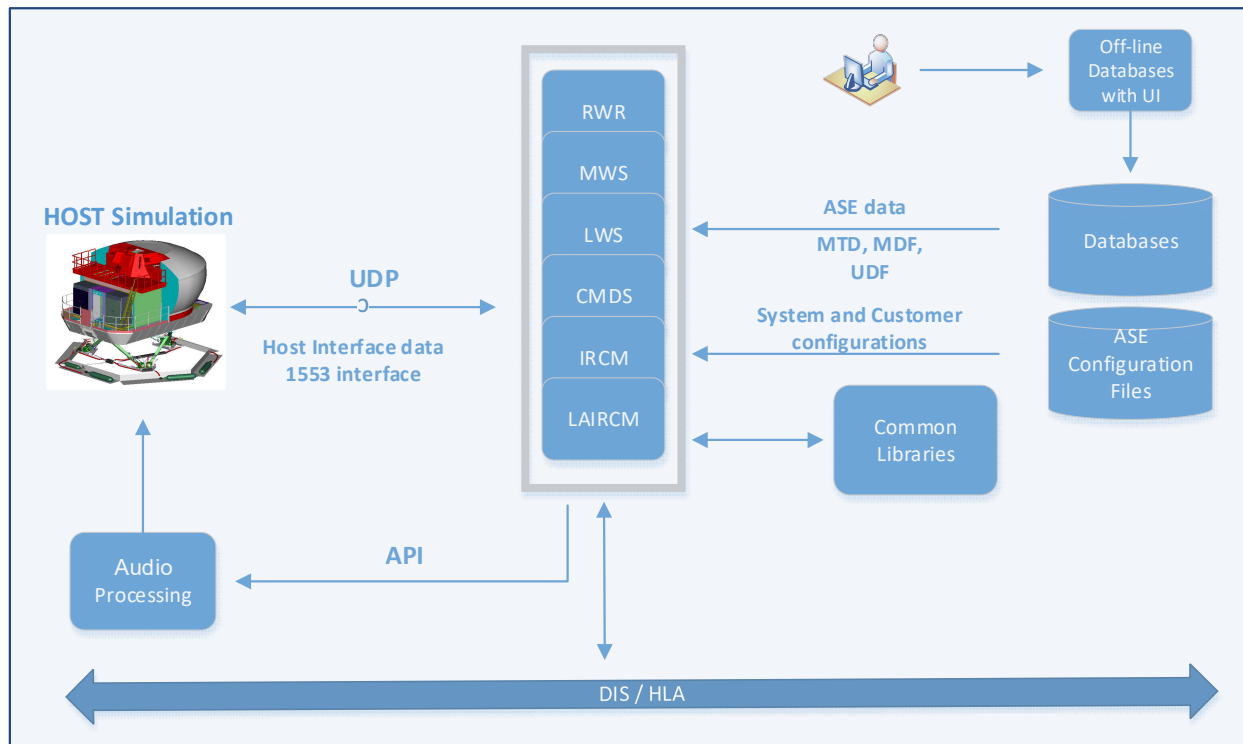 Off-line
Databases
with UI
RWR
MWS
LWS
CMDS
IRCM
LAIRCM
HOST Simulation
UDP
Host Interface data
1553 interface
ASE data
MTD, MDF,
UDF
Databases
System and Customer
configurations
ASE
Configuration
Files
Common
Libraries
Audio
Processing
API
DIS / HLA